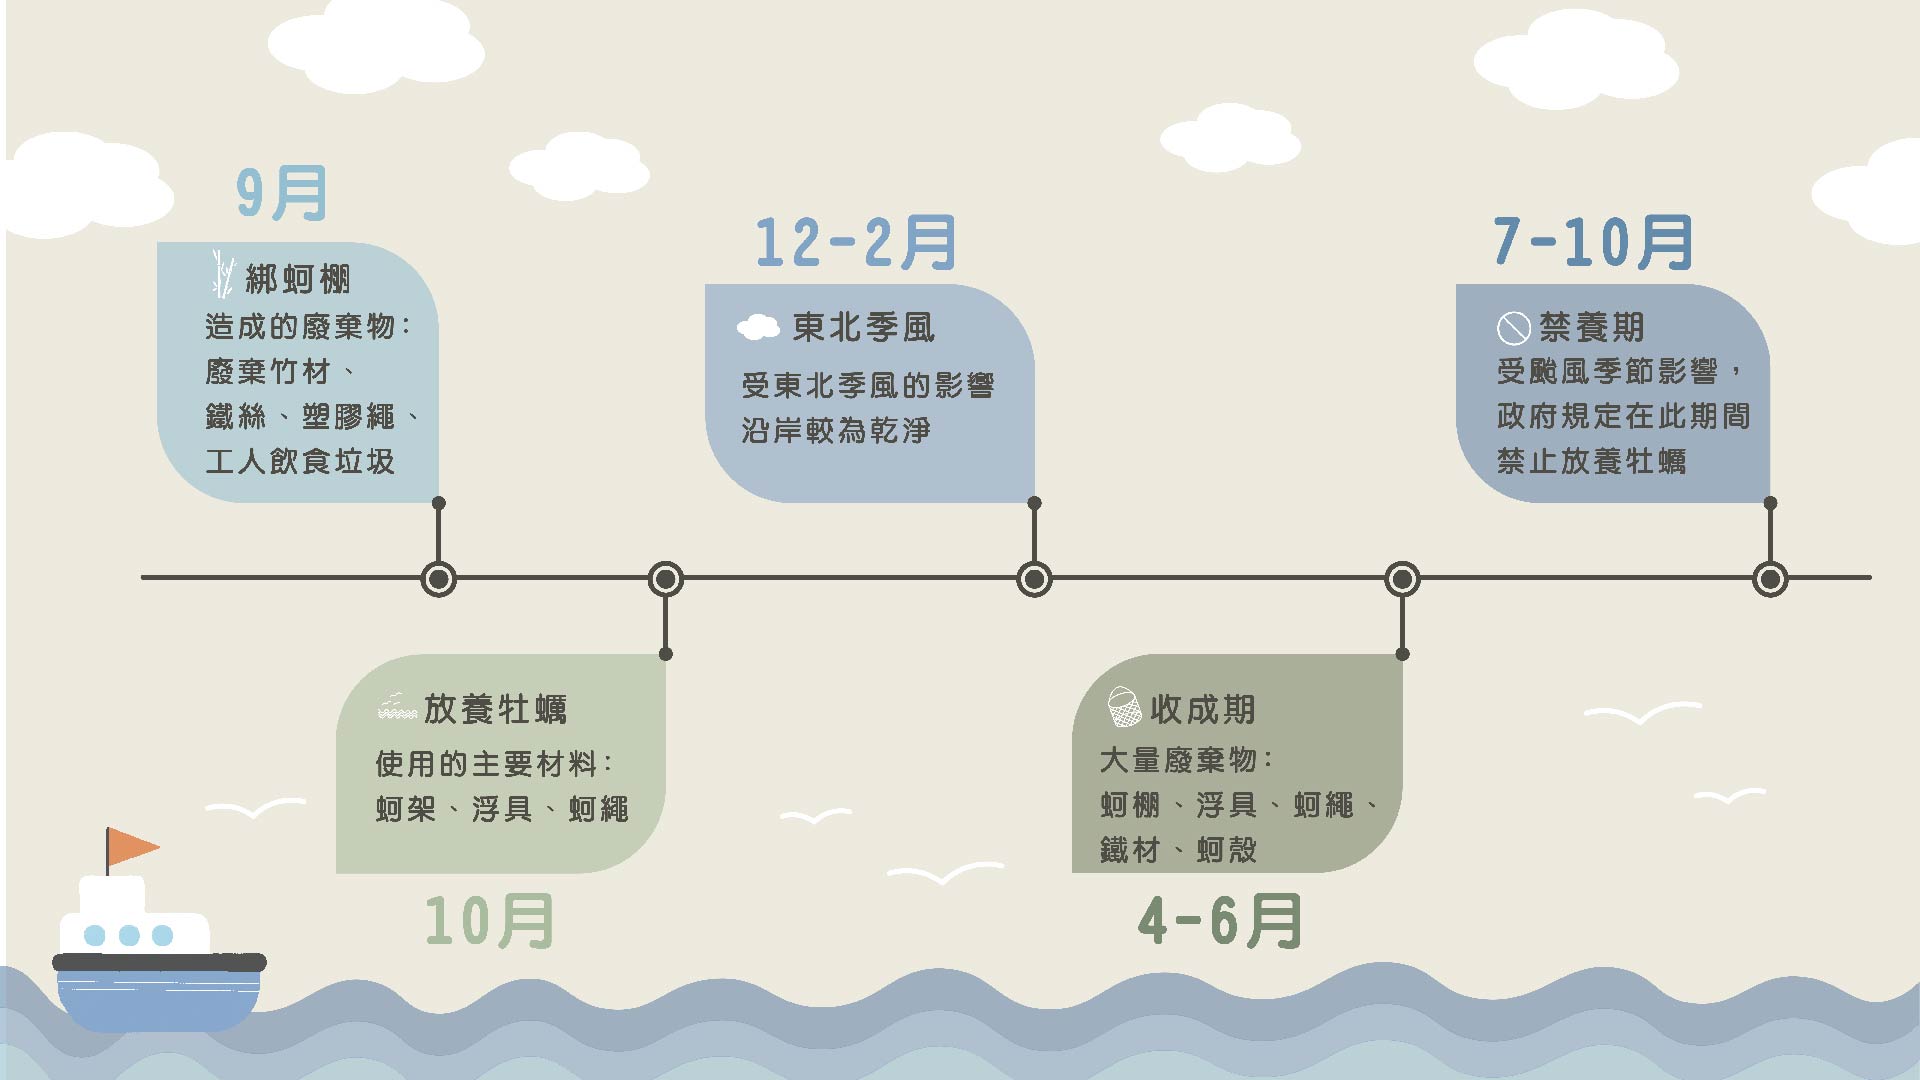 9月
綁蚵棚
造成的廢棄物:
廢棄竹材、
鐵絲、塑膠繩、
工人飲食垃圾
放養牡蠣
使用的主要材料:
蚵架、浮具、蚵繩
10月
12-2月
東北季風
受東北季風的影響
沿岸較為乾淨
收成期
大量廢棄物:
蚵棚、浮具、蚵繩、
鐵材、蚵殼
4-6月
7-10月
禁養期
受颱風季節影響，
政府規定在此期間
禁止放養牡蠣